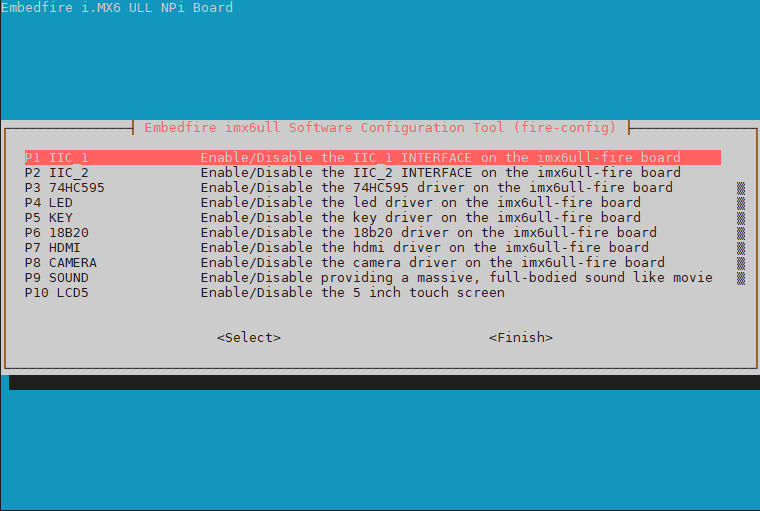 Embedfire i.MX6 ULL NPi Board
Embedfire imx6ull Software Configuration Tool (fire-config)
P1 IIC_1 Enable/Disable the IIC_1 INTERFACE on the imx6ull-fire board
P2 IIC_2 Enable/Disable the IIC_2 INTERFACE on the imx6ull-fire board
P3 74HC595 Enable/Disable the 74HC595 driver on the imx6ull-fire board
P4 LED Enable/Disable the led driver on the imx6ull-fire board
P5 KEY Enable/Disable the key driver on the imx6ull-fire board
P6 18B20 Enable/Disable the 18b20 driver on the imx6ull-fire board
P7 HDMI Enable/Disable the hdmi driver on the imx6ull-fire board
P8 CAMERA Enable/Disable the camera driver on the imx6ull-fire board
P9 SOUND Enable/Disable providing a massive, full-bodied sound like movie
P10 LCD5 Enable/Disable the 5 inch touch screen
<Select> <Finish>